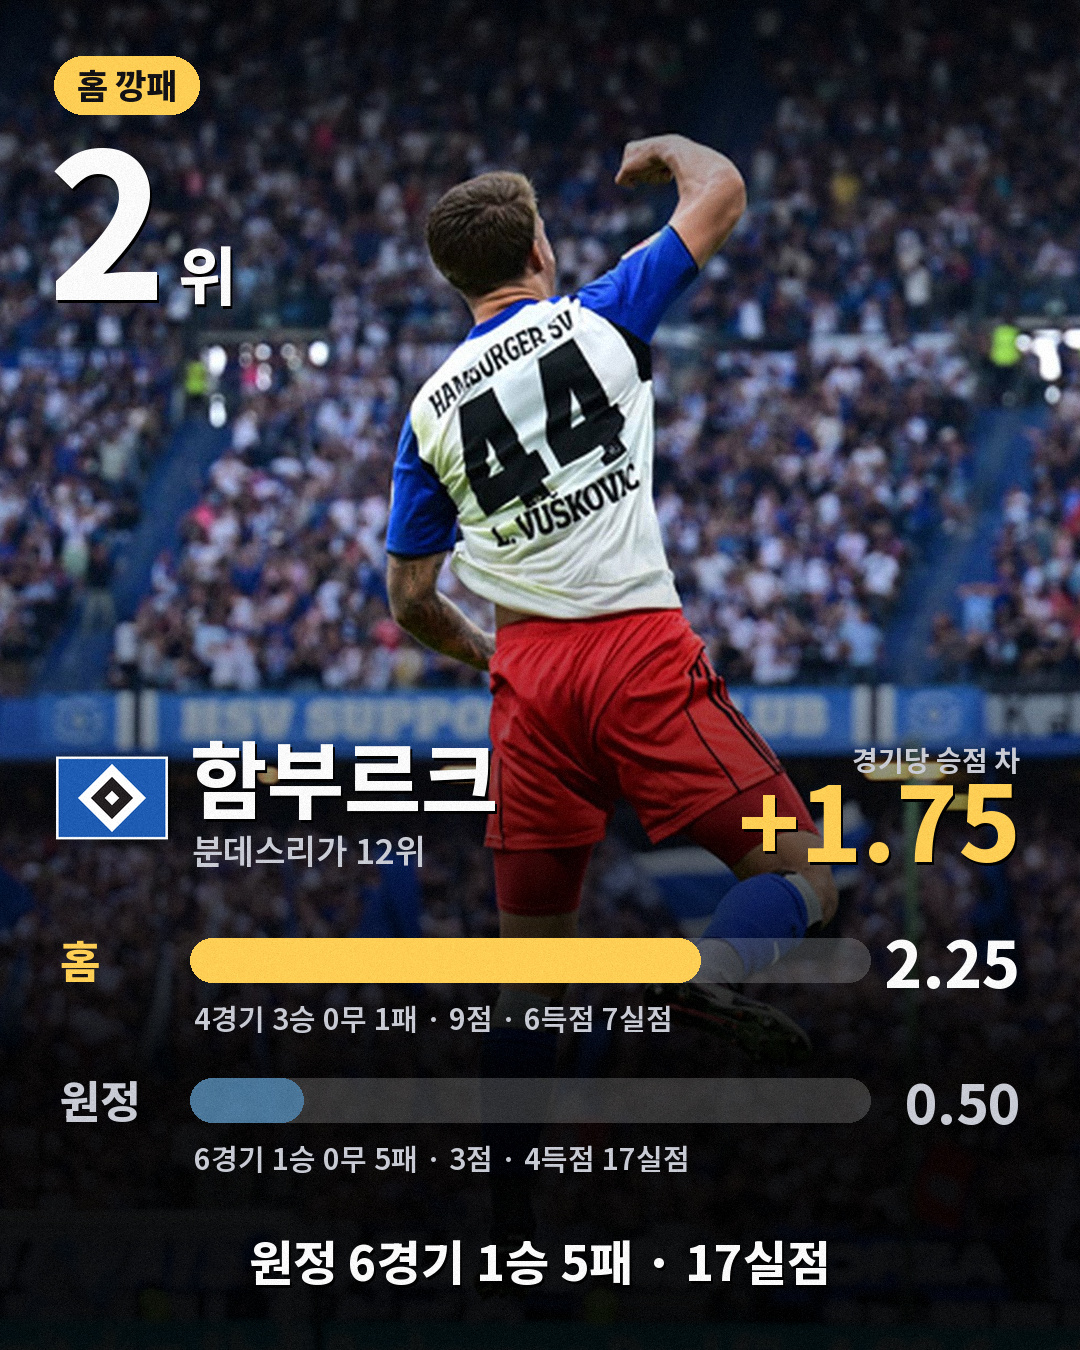 홈 깡패
2위
HAMBURGER SV
44
L. VUŠKOVIĆ
HSV SUPPO
LUB
함부르크
분데스리가 12위
경기당 승점 차
+1.75
홈
2.25
4경기 3승 0무 1패 · 9점 · 6득점 7실점
원정
0.50
6경기 1승 0무 5패 · 3점 · 4득점 17실점
원정 6경기 1승 5패 · 17실점